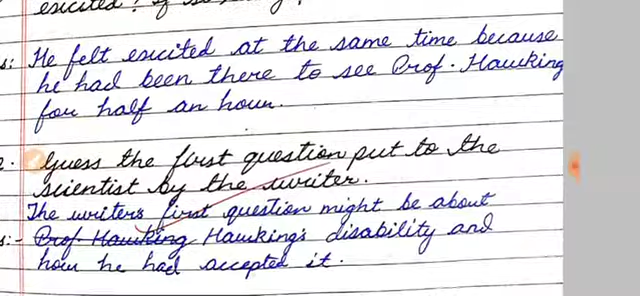 excited? If so
s: He felt excited at the same time because
he had been there to see Prof. Hawking
for half an hour.
2. Guess the first question put to the
scientist by the writer.
The writer's first question might be about
s:- Prof. Hawking Hawking's disability and
how he had accepted it.